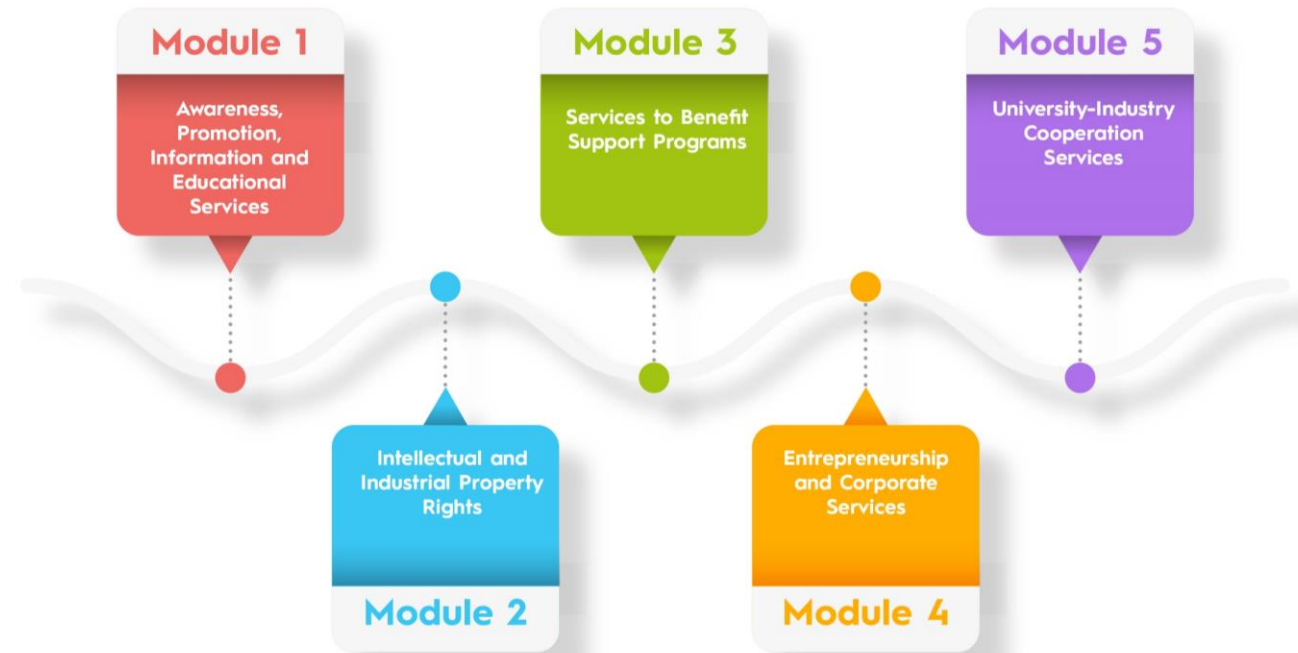 Module 1
Awareness,
Promotion,
Information and
Educational
Services
Intellectual and
Industrial Property
Rights
Module 2
Module 3
Services to Benefit
Support Programs
Entrepreneurship
and Corporate
Services
Module 4
Module 5
University-Industry
Cooperation
Services